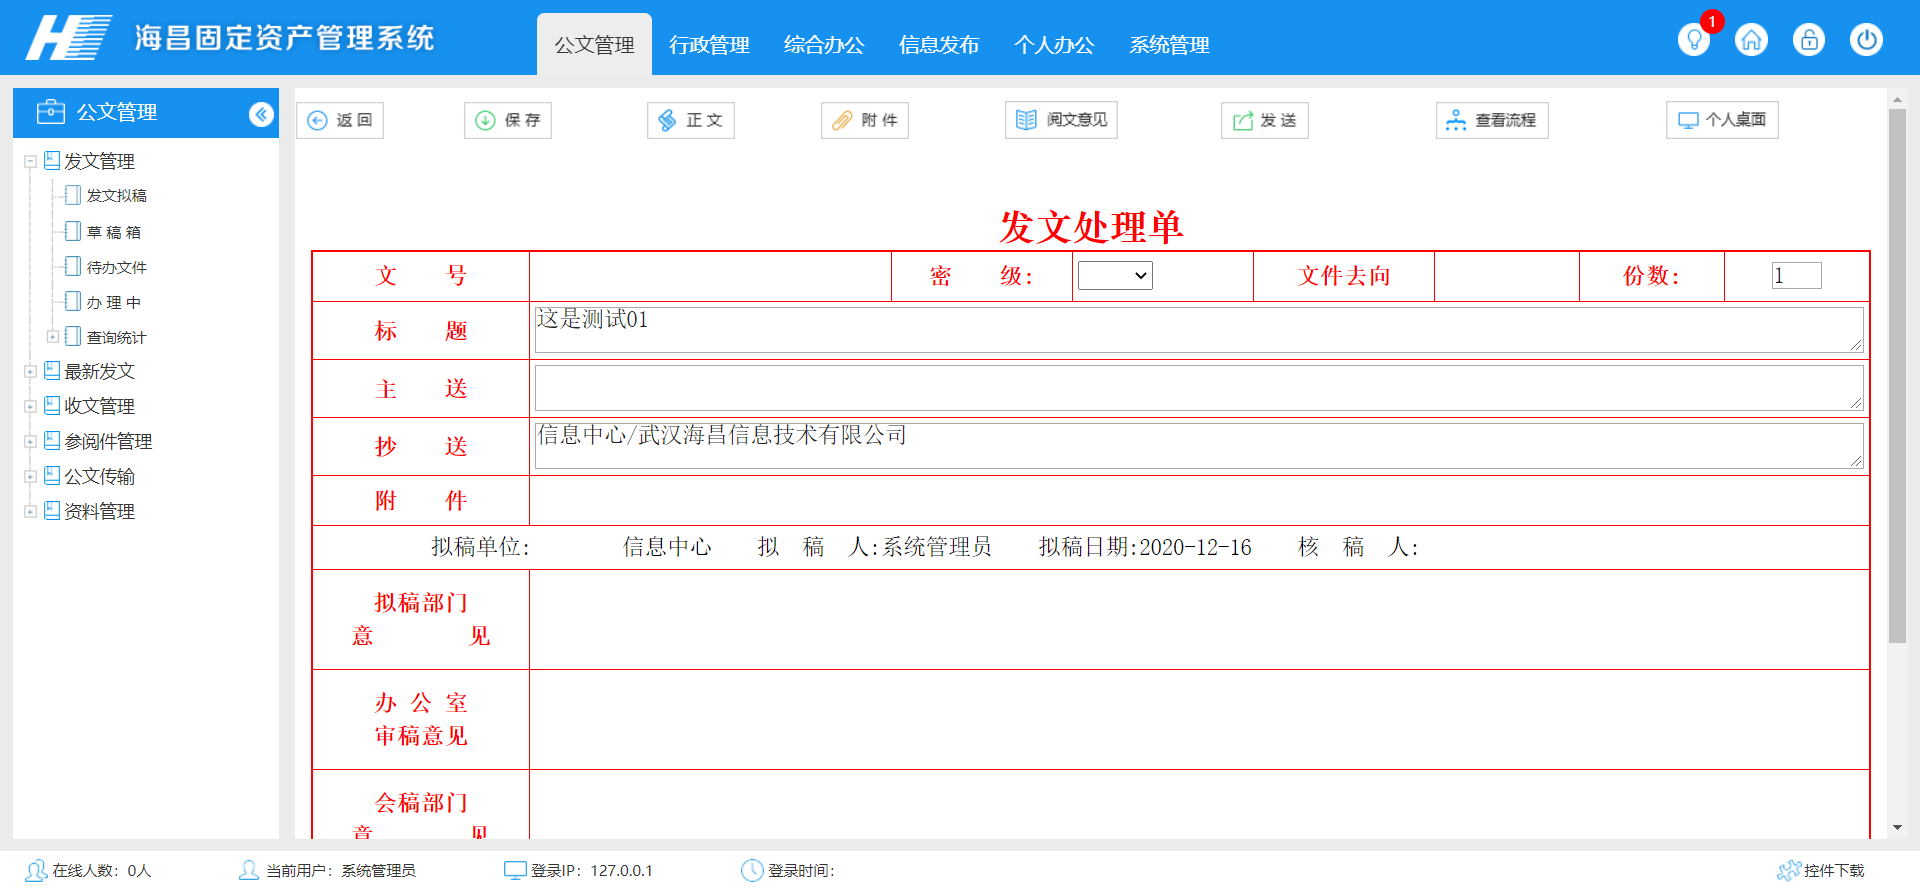 海昌固定资产管理系统
公文管理 行政管理 综合办公 信息发布 个人办公 系统管理
1
公文管理
返 回 保 存 正 文 附 件 阅文意见 发 送 查看流程 个人桌面
发文管理
发文拟稿
草 稿 箱
待办文件
办 理 中
查询统计
最新发文
收文管理
参阅件管理
公文传输
资料管理
发文处理单
文 号 密 级: 文件去向 份数: 1
标 题 这是测试01
主 送
抄 送 信息中心/武汉海昌信息技术有限公司
附 件
拟稿单位: 信息中心 拟 稿 人:系统管理员 拟稿日期:2020-12-16 核 稿 人:
拟稿部门
意 见
办 公 室
审稿意见
会稿部门
意 见
在线人数: 0人 当前用户: 系统管理员 登录IP: 127.0.0.1 登录时间: 控件下载